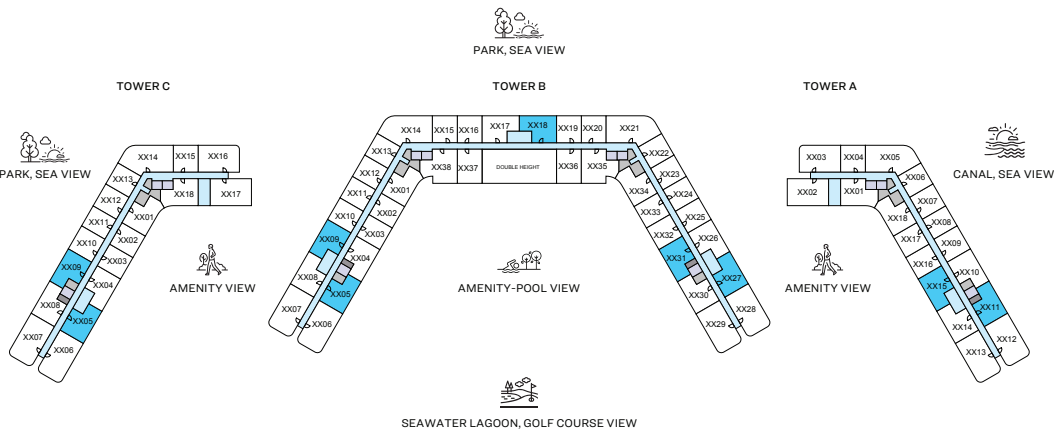 PARK, SEA VIEW
TOWER C
TOWER B
TOWER A
PARK, SEA VIEW
CANAL, SEA VIEW
XX14
XX15
XX16
XX13
XX12
XX11
XX10
XX09
XX08
XX07
XX06
XX05
XX04
XX03
XX02
XX01
XX18
XX17
AMENITY VIEW
XX14
XX15
XX16
XX17
XX18
XX19
XX20
XX21
XX13
XX12
XX11
XX10
XX09
XX08
XX07
XX06
XX05
XX04
XX03
XX02
XX01
XX38
XX37
DOUBLE HEIGHT
XX36
XX35
XX34
XX33
XX32
XX31
XX30
XX29
XX28
XX27
XX26
XX25
XX24
XX23
XX22
AMENITY-POOL VIEW
XX03
XX04
XX05
XX02
XX01
XX06
XX07
XX08
XX09
XX10
XX11
XX12
XX13
XX14
XX15
XX16
XX17
XX18
AMENITY VIEW
SEAWATER LAGOON, GOLF COURSE VIEW